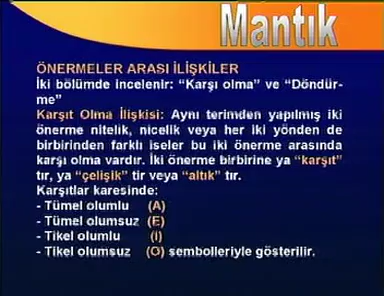 Mantık
ÖNERMELER ARASI İLİŞKİLER
İki bölümde incelenir: “Karşı olma” ve “Döndür-
me”
Karşıt Olma İlişkisi: Aynı terimden yapılmış iki
önerme nitelik, nicelik veya her iki yönden de
birbirinden farklı iseler bu iki önerme arasında
karşı olma vardır. İki önerme birbirine ya “karşıt”
tır, ya “çelişik” tir veya “altık” tır.
Karşıtlar karesinde:
- Tümel olumlu (A)
- Tümel olumsuz (E)
- Tikel olumlu (I)
- Tikel olumsuz (O) sembolleriyle gösterilir.